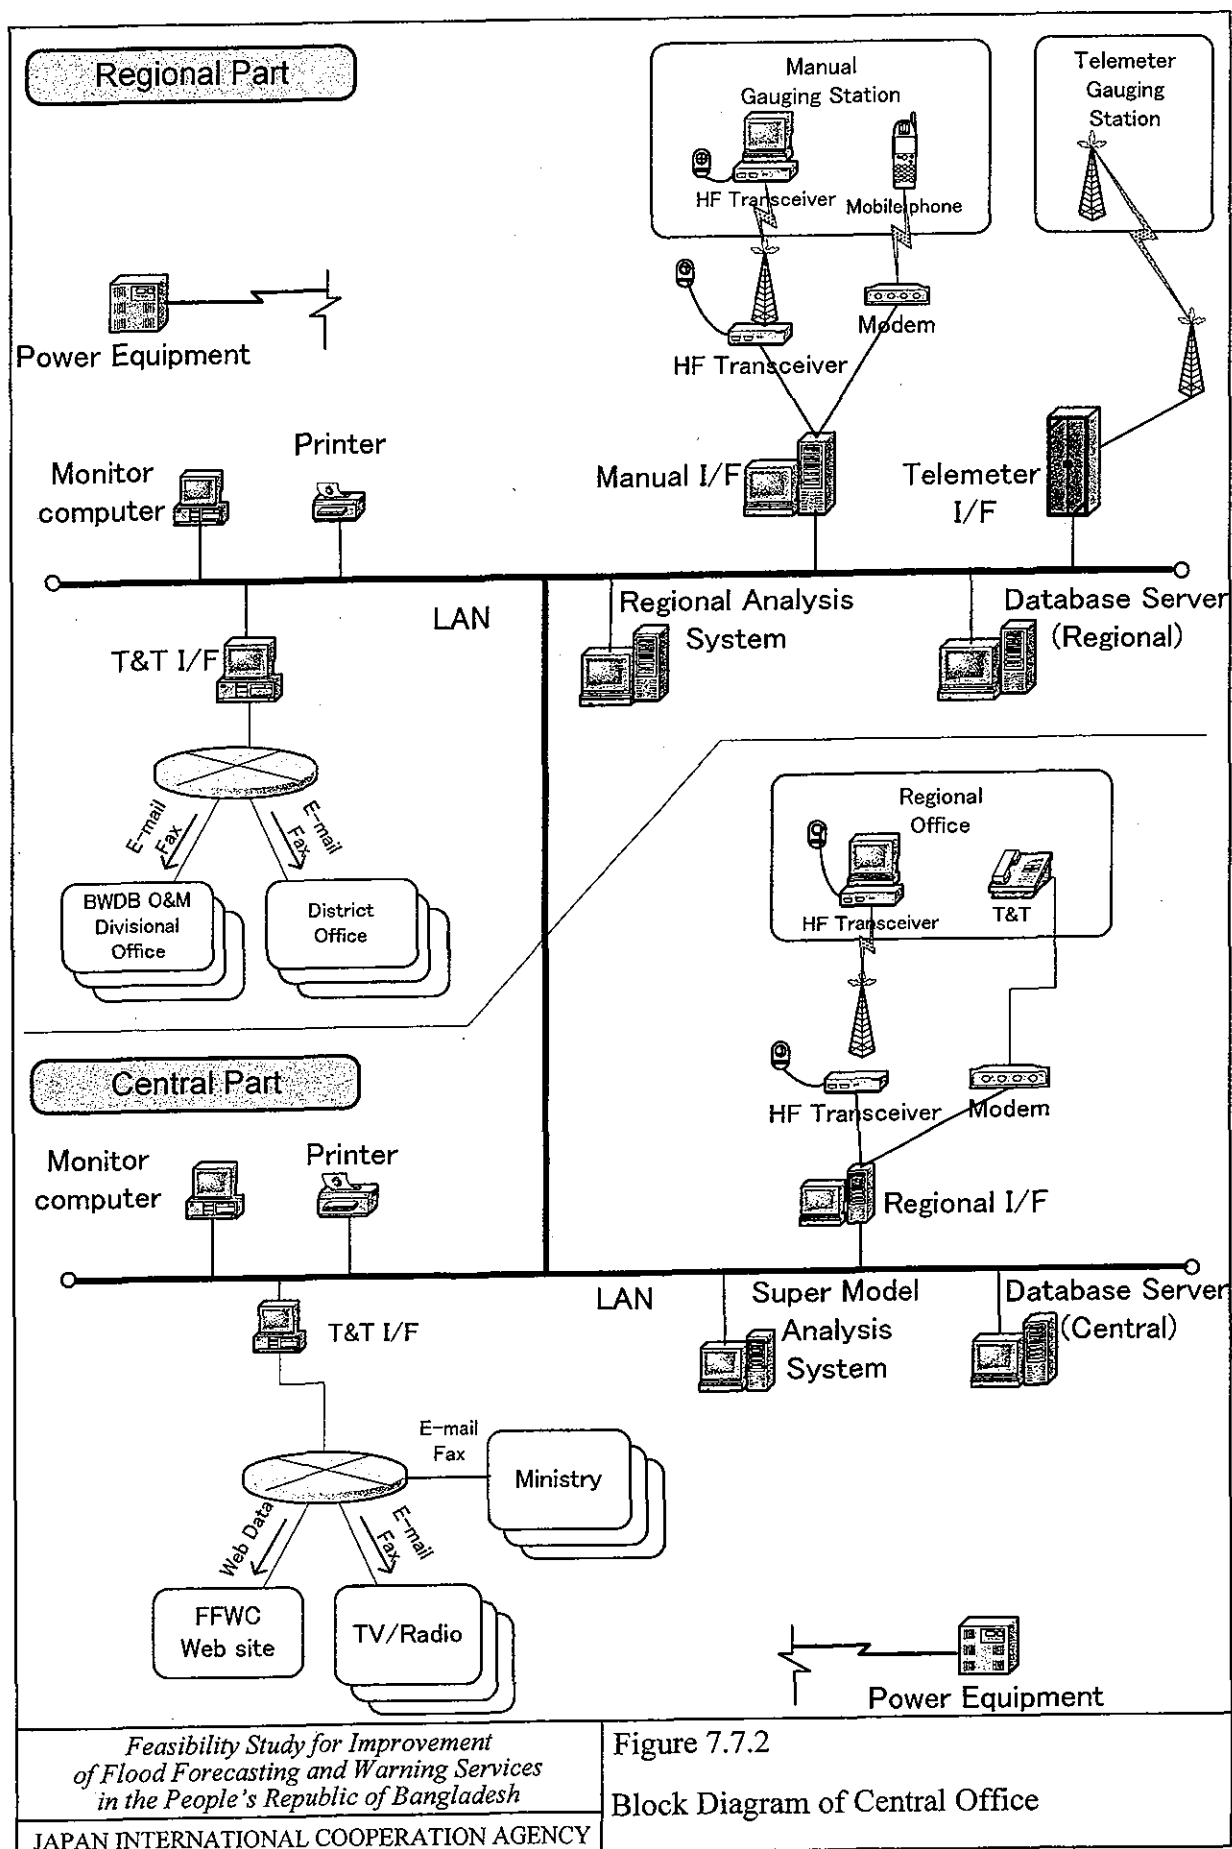 Regional Part
Manual
Gauging Station
HF Transceiver
Mobile phone
Telemeter
Gauging
Station
Power Equipment
HF Transceiver
Modem
Monitor
computer
Printer
Manual I/F
Telemeter
I/F
LAN
Regional Analysis
System
Database Server
(Regional)
T&T I/F
E-mail
Fax
E-mail
Fax
BWDB O&M
Divisional
Office
District
Office
Regional
Office
HF Transceiver
T&T
HF Transceiver
Modem
Central Part
Monitor
computer
Printer
Regional I/F
LAN
Super Model
Analysis
System
Database Server
(Central)
T&T I/F
E-mail
Fax
Ministry
Web Data
E-mail
Fax
FFWC
Web site
TV/Radio
Power Equipment
Feasibility Study for Improvement
of Flood Forecasting and Warning Services
in the People's Republic of Bangladesh
JAPAN INTERNATIONAL COOPERATION AGENCY
Figure 7.7.2
Block Diagram of Central Office